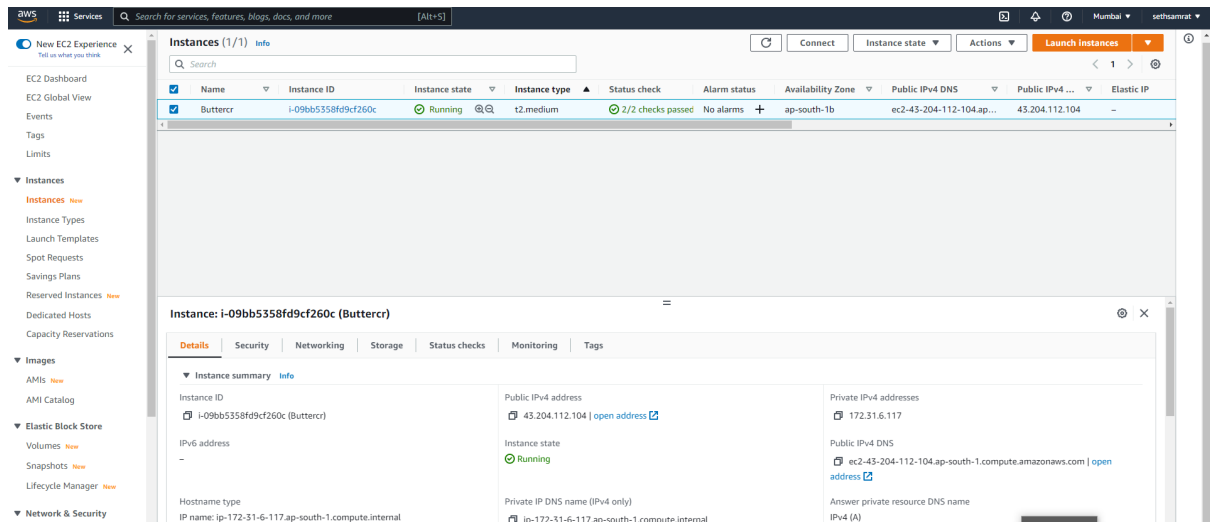 aws Services Search for services, features, blogs, docs, and more [Alt+S] Mumbai sethsamrat
New EC2 Experience
Tell us what you think
EC2 Dashboard
EC2 Global View
Events
Tags
Limits
Instances
Instances New
Instance Types
Launch Templates
Spot Requests
Savings Plans
Reserved Instances New
Dedicated Hosts
Capacity Reservations
Images
AMIs New
AMI Catalog
Elastic Block Store
Volumes New
Snapshots New
Lifecycle Manager New
Network & Security
Instances (1/1) Info Connect Instance state Actions Launch instances
Search 1
Name Instance ID Instance state Instance type Status check Alarm status Availability Zone Public IPv4 DNS Public IPv4 ... Elastic IP
Buttercr i-09bb5358fd9cf260c Running t2.medium 2/2 checks passed No alarms + ap-south-1b ec2-43-204-112-104.ap... 43.204.112.104 –
Instance: i-09bb5358fd9cf260c (Buttercr)
Details Security Networking Storage Status checks Monitoring Tags
Instance summary Info
Instance ID Public IPv4 address Private IPv4 addresses
i-09bb5358fd9cf260c (Buttercr) 43.204.112.104 | open address 172.31.6.117
IPv6 address Instance state Public IPv4 DNS
– Running ec2-43-204-112-104.ap-south-1.compute.amazonaws.com | open
address
Hostname type Private IP DNS name (IPv4 only) Answer private resource DNS name
IP name: ip-172-31-6-117.ap-south-1.compute.internal ip-172-31-6-117.ap-south-1.compute.internal IPv4 (A)